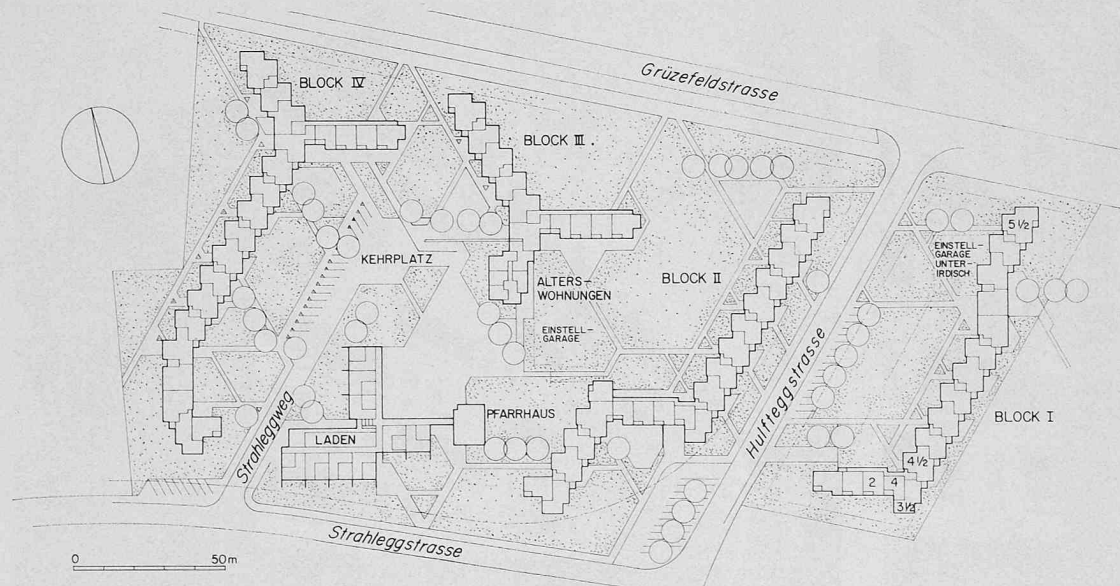 Grüzefeldstrasse
BLOCK IV
BLOCK III.
5½
EINSTELL-
GARAGE
UNTER-
IRDISCH
KEHRPLATZ
BLOCK II
ALTERS-
WOHNUNGEN
EINSTELL-
GARAGE
Hulfteggstrasse
PFARRHAUS
BLOCK I
Strahleggweg
LADEN
4½
2 4
3½
Strahleggstrasse
0 50m